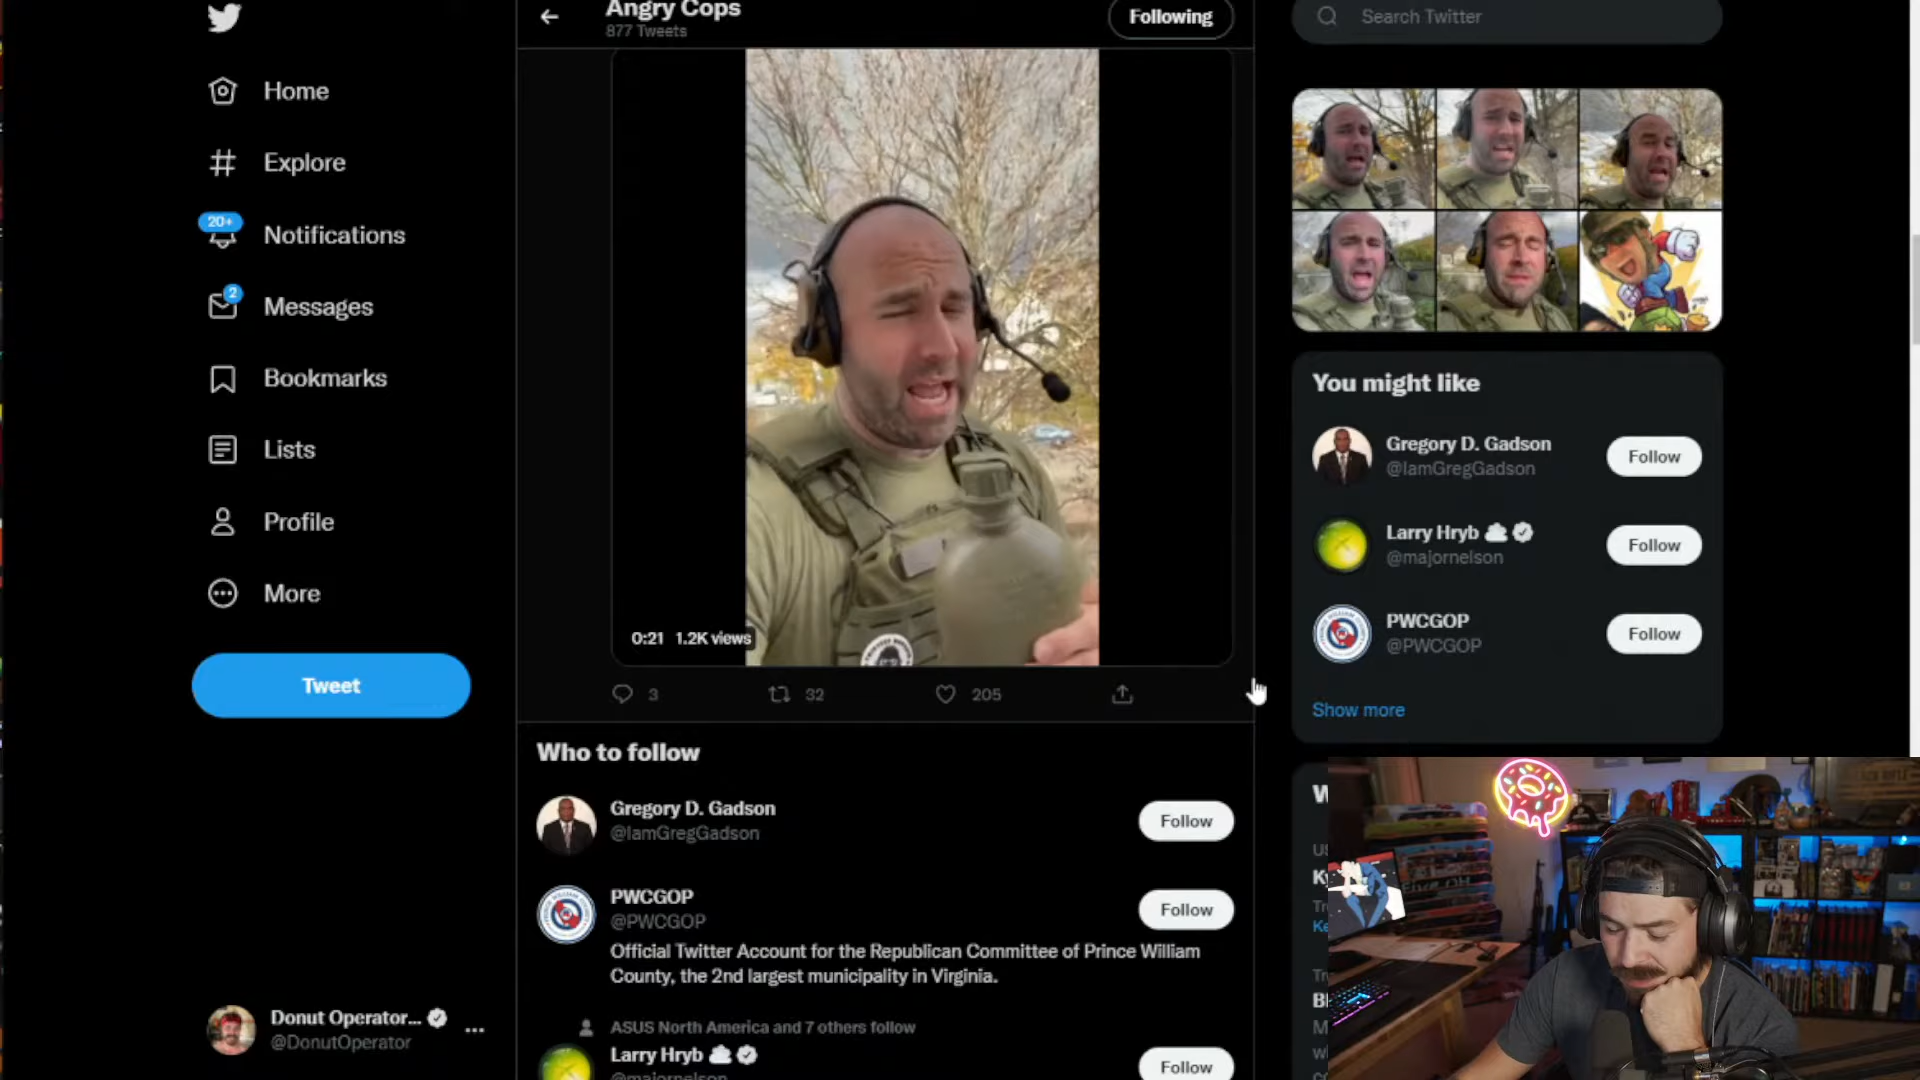 Home
Explore
20+
Notifications
2
Messages
Bookmarks
Lists
Profile
More
Tweet
Donut Operator...
@DonutOperator
Angry Cops
877 Tweets
Following
0:21 1.2K views
3
32
205
Who to follow
Gregory D. Gadson
@IamGregGadson
Follow
PWCGOP
@PWCGOP
Follow
Official Twitter Account for the Republican Committee of Prince William
County, the 2nd largest municipality in Virginia.
ASUS North America and 7 others follow
Larry Hryb
@majornelson
Follow
Search Twitter
You might like
Gregory D. Gadson
@IamGregGadson
Follow
Larry Hryb
@majornelson
Follow
PWCGOP
@PWCGOP
Follow
Show more